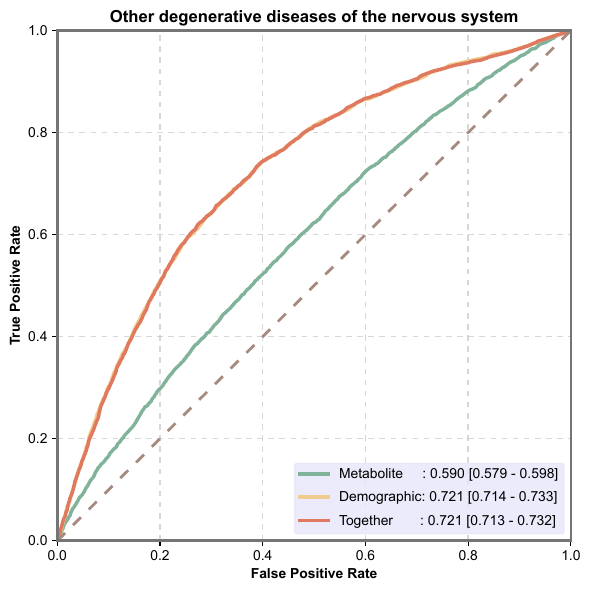 Other degenerative diseases of the nervous system
1.0
0.8
0.6
0.4
0.2
0.0
True Positive Rate
Metabolite : 0.590 [0.579 - 0.598]
Demographic: 0.721 [0.714 - 0.733]
Together : 0.721 [0.713 - 0.732]
0.0 0.2 0.4 0.6 0.8 1.0
False Positive Rate